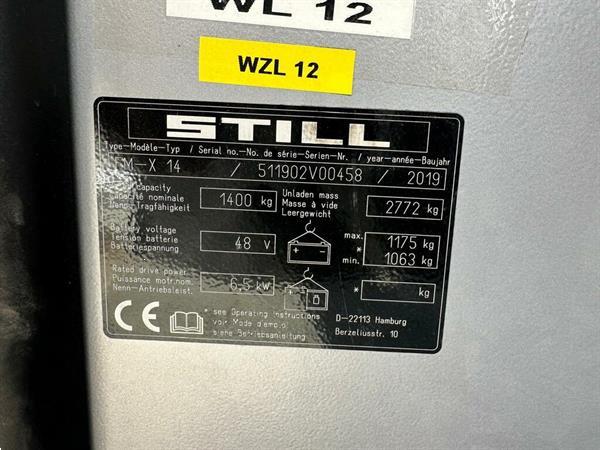 WL 12
WZL 12
STILL
Type-Modèle-Typ / Serial no.-No. de série-Serien-Nr. / year-année-Baujahr
M-X 14 / 511902V00458 / 2019
capacity
Capacité nominale
Nenn-Tragfähigkeit
1400 kg
Unladen mass
Masse à vide
Leergewicht
2772 kg
Battery voltage
Tension batterie
Batteriespannung
48 V
max. 1175 kg
*
min. 1063 kg
Rated drive power
Puissance motr.nom.
Nenn-Antriebsleist.
6,5 kW
* kg
* see Operating Instructions
voir Mode d'emploi
siehe Betriebsanleitung
D-22113 Hamburg
Berzeliusstr. 10
CE